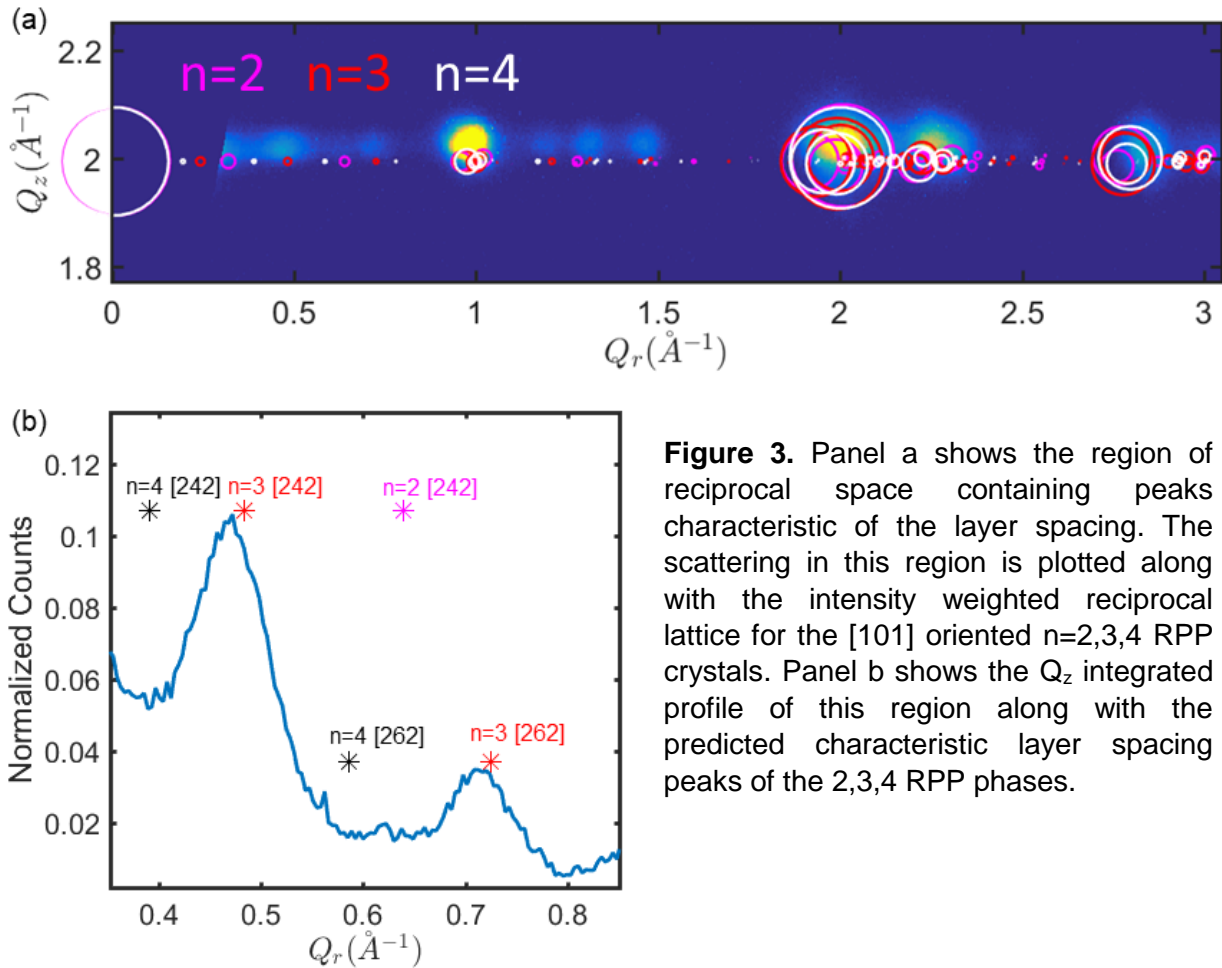 (a)
n=2 n=3 n=4
2.2
2
1.8
Q_z(Å⁻¹)
0 0.5 1 1.5 2 2.5 3
Q_r(Å⁻¹)
(b)
0.12
0.1
0.08
0.06
0.04
0.02
Normalized Counts
n=4 [242] n=3 [242] n=2 [242]
n=4 [262] n=3 [262]
0.4 0.5 0.6 0.7 0.8
Q_r(Å⁻¹)
Figure 3. Panel a shows the region of
reciprocal space containing peaks
characteristic of the layer spacing. The
scattering in this region is plotted along
with the intensity weighted reciprocal
lattice for the [101] oriented n=2,3,4 RPP
crystals. Panel b shows the Q_z integrated
profile of this region along with the
predicted characteristic layer spacing
peaks of the 2,3,4 RPP phases.